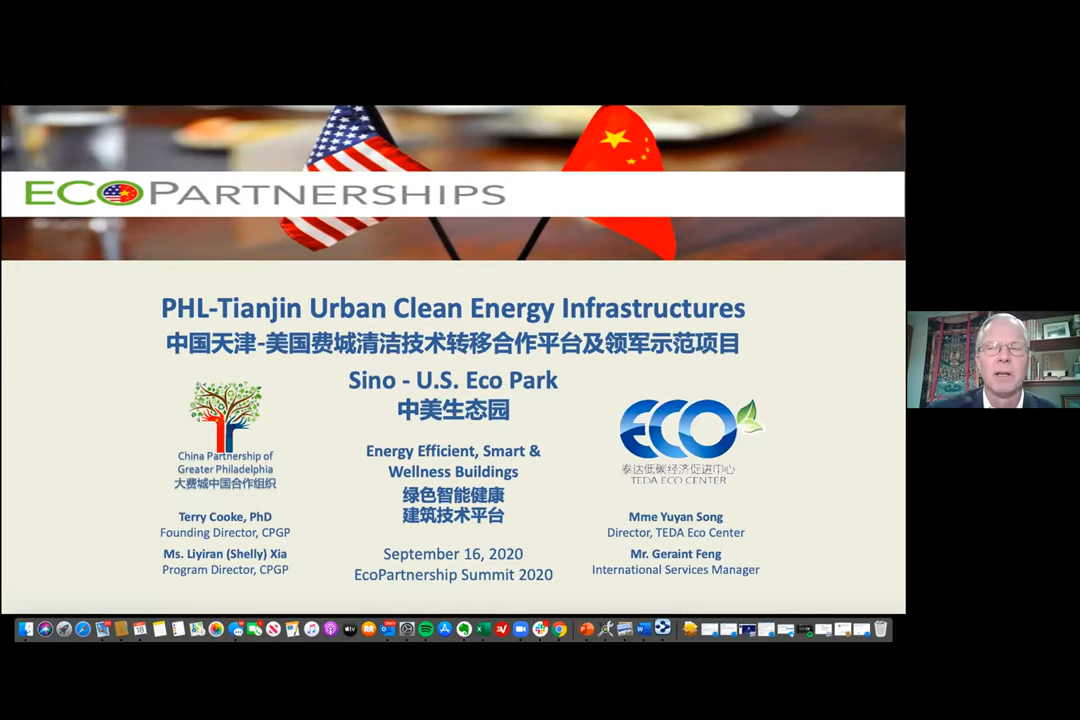 ECOPARTNERSHIPS
PHL-Tianjin Urban Clean Energy Infrastructures
中国天津-美国费城清洁技术转移合作平台及领军示范项目
Sino - U.S. Eco Park
中美生态园
Energy Efficient, Smart &
Wellness Buildings
绿色智能健康
建筑技术平台
September 16, 2020
EcoPartnership Summit 2020
China Partnership of
Greater Philadelphia
大费城中国合作组织
Terry Cooke, PhD
Founding Director, CPGP
Ms. Liyiran (Shelly) Xia
Program Director, CPGP
ECO
泰达低碳经济促进中心
TEDA ECO CENTER
Mme Yuyan Song
Director, TEDA Eco Center
Mr. Geraint Feng
International Services Manager